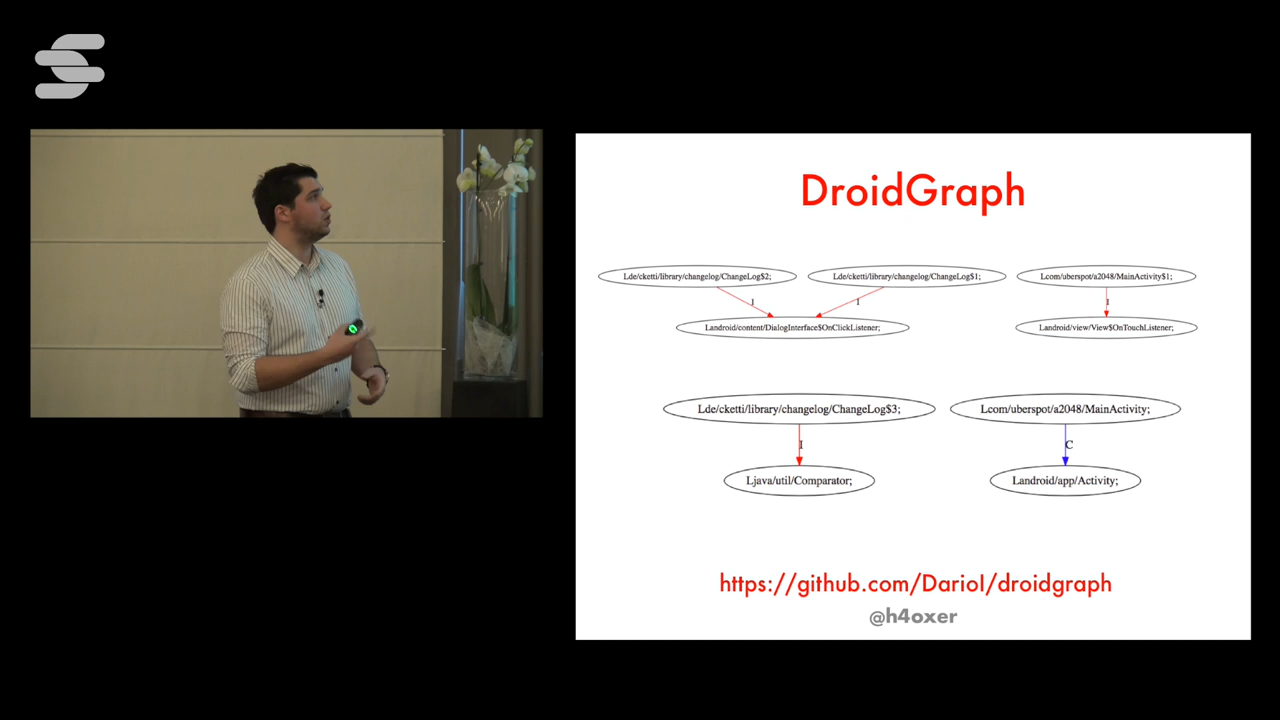 DroidGraph
Lde/cketti/library/changelog/ChangeLog$2;
Lde/cketti/library/changelog/ChangeLog$1;
Lcom/uberspot/a2048/MainActivity$1;
I
I
I
Landroid/content/DialogInterface$OnClickListener;
Landroid/view/View$OnTouchListener;
Lde/cketti/library/changelog/ChangeLog$3;
Lcom/uberspot/a2048/MainActivity;
I
C
Ljava/util/Comparator;
Landroid/app/Activity;
https://github.com/DarioI/droidgraph
@h4oxer